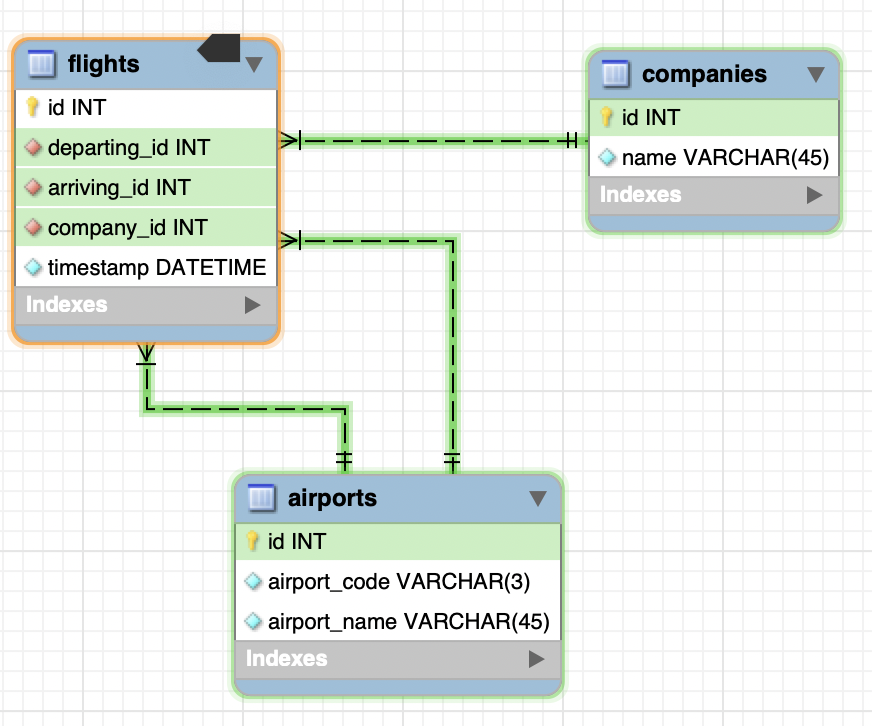 flights
id INT
departing_id INT
arriving_id INT
company_id INT
timestamp DATETIME
Indexes
companies
id INT
name VARCHAR(45)
Indexes
airports
id INT
airport_code VARCHAR(3)
airport_name VARCHAR(45)
Indexes